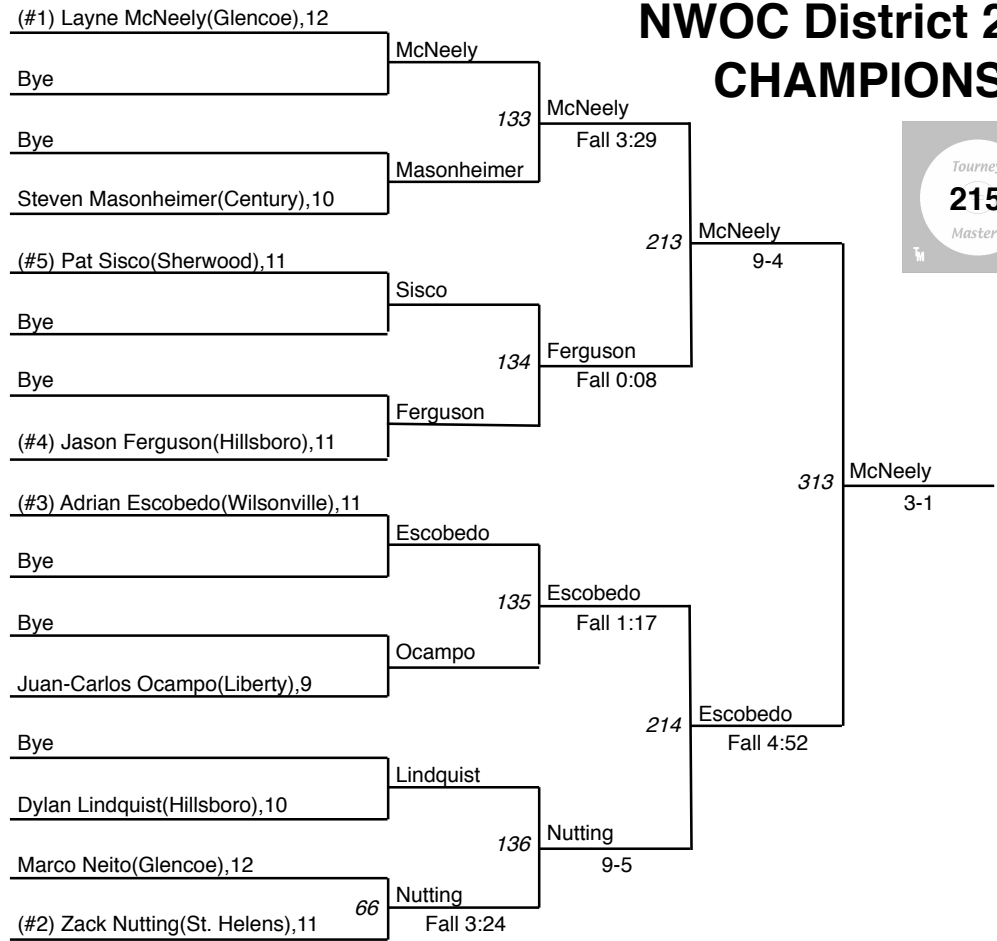 NWOC District 2
CHAMPIONS
(#1) Layne McNeely(Glencoe),12
McNeely
Bye
133
McNeely
Fall 3:29
Bye
Masonheimer
Steven Masonheimer(Century),10
Tourney
215
Master
TM
213
McNeely
9-4
(#5) Pat Sisco(Sherwood),11
Sisco
Bye
134
Ferguson
Fall 0:08
Bye
Ferguson
(#4) Jason Ferguson(Hillsboro),11
313
McNeely
3-1
(#3) Adrian Escobedo(Wilsonville),11
Escobedo
Bye
135
Escobedo
Fall 1:17
Bye
Ocampo
Juan-Carlos Ocampo(Liberty),9
214
Escobedo
Fall 4:52
Bye
Lindquist
Dylan Lindquist(Hillsboro),10
136
Nutting
9-5
Marco Neito(Glencoe),12
66
Nutting
Fall 3:24
(#2) Zack Nutting(St. Helens),11